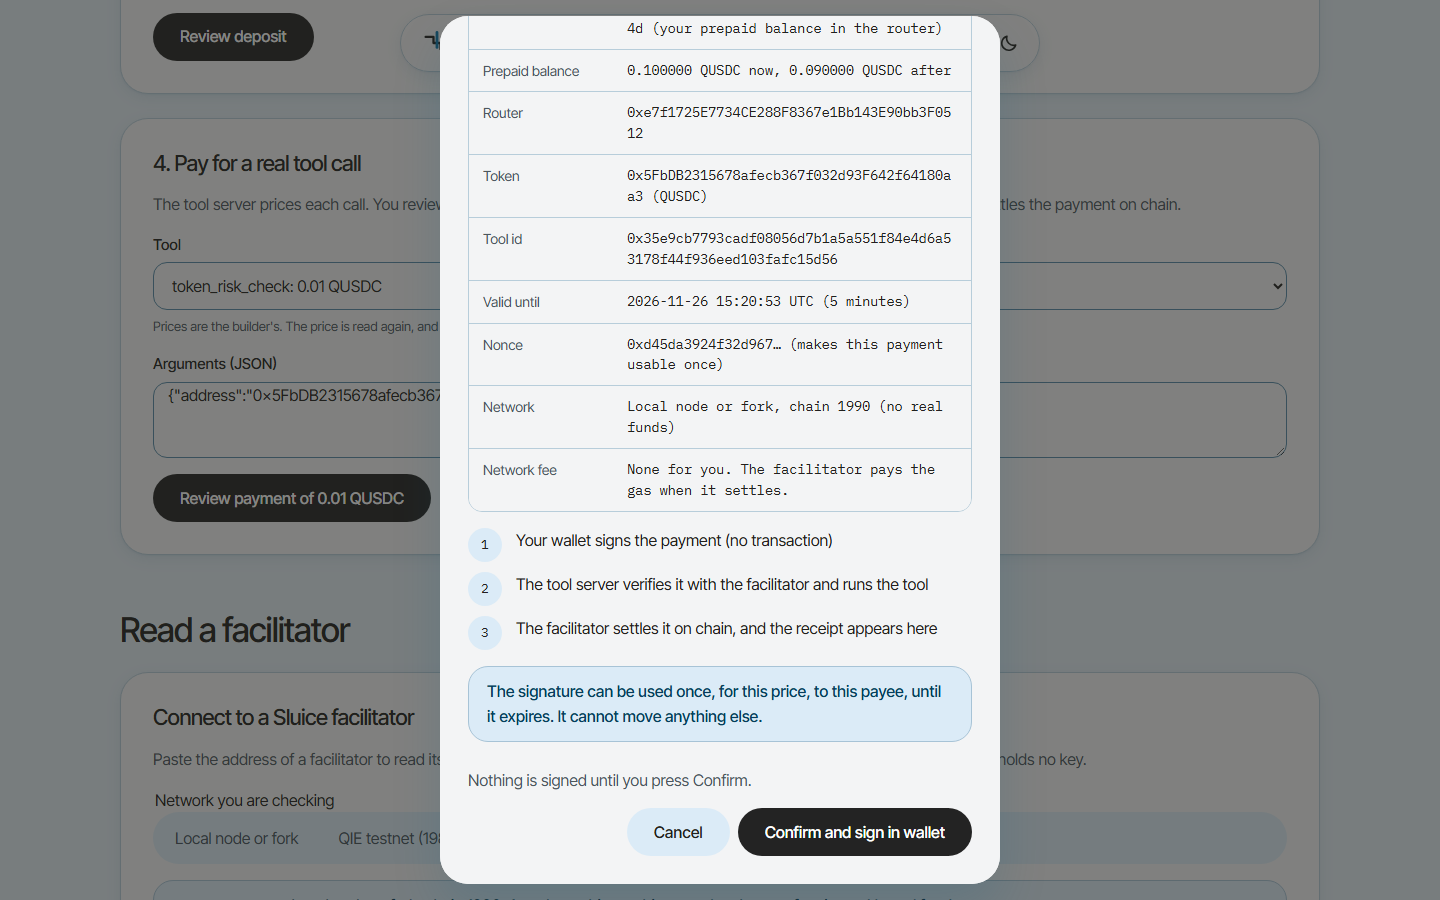 Review deposit
4d (your prepaid balance in the router)
Prepaid balance
0.100000 QUSDC now, 0.090000 QUSDC after
Router
0xe7f1725E7734CE288F8367e1Bb143E90bb3F05
12
Token
0x5FbDB2315678afecb367f032d93F642f64180a
a3 (QUSDC)
Tool id
0x35e9cb7793cadf08056d7b1a5a551f84e4d6a5
3178f44f936eed103fafc15d56
Valid until
2026-11-26 15:20:53 UTC (5 minutes)
Nonce
0xd45da3924f32d967… (makes this payment
usable once)
Network
Local node or fork, chain 1990 (no real
funds)
Network fee
None for you. The facilitator pays the
gas when it settles.
1 Your wallet signs the payment (no transaction)
2 The tool server verifies it with the facilitator and runs the tool
3 The facilitator settles it on chain, and the receipt appears here
The signature can be used once, for this price, to this payee, until
it expires. It cannot move anything else.
Nothing is signed until you press Confirm.
Cancel
Confirm and sign in wallet
4. Pay for a real tool call
The tool server prices each call. You review
tles the payment on chain.
Tool
token_risk_check: 0.01 QUSDC
Prices are the builder's. The price is read again, and
Arguments (JSON)
{"address":"0x5FbDB2315678afecb367
Review payment of 0.01 QUSDC
Read a facilitator
Connect to a Sluice facilitator
Paste the address of a facilitator to read its
holds no key.
Network you are checking
Local node or fork
QIE testnet (198